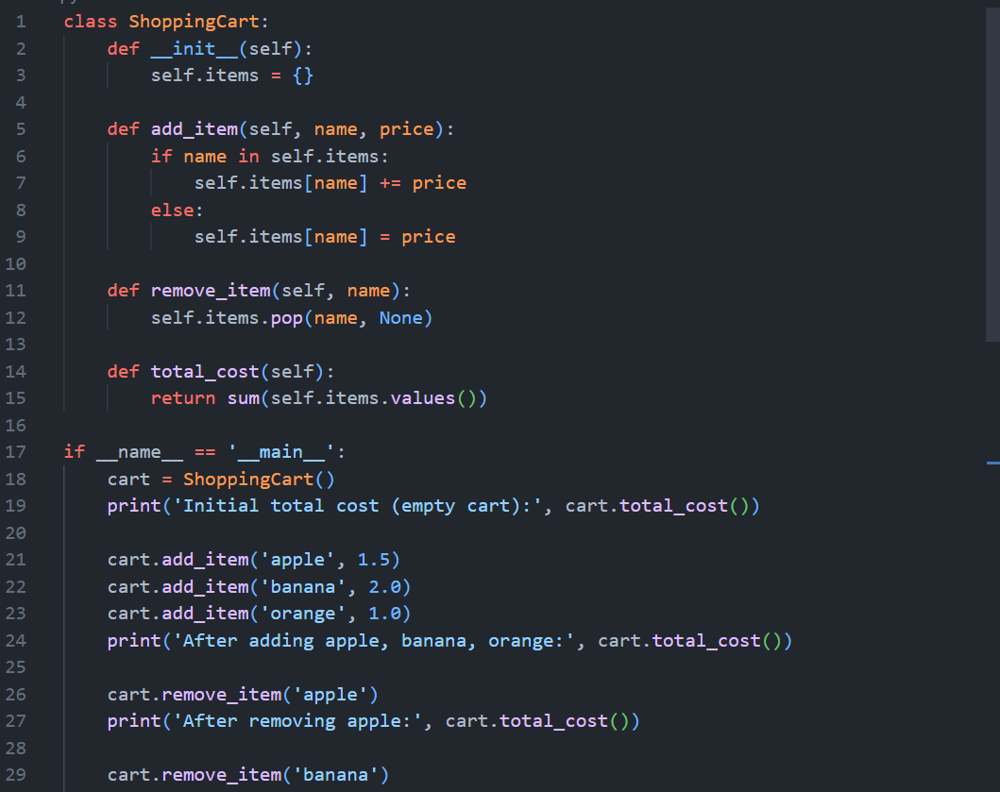 1 class ShoppingCart:
2     def __init__(self):
3         self.items = {}
4
5     def add_item(self, name, price):
6         if name in self.items:
7             self.items[name] += price
8         else:
9             self.items[name] = price
10
11     def remove_item(self, name):
12         self.items.pop(name, None)
13
14     def total_cost(self):
15         return sum(self.items.values())
16
17 if __name__ == '__main__':
18     cart = ShoppingCart()
19     print('Initial total cost (empty cart):', cart.total_cost())
20
21     cart.add_item('apple', 1.5)
22     cart.add_item('banana', 2.0)
23     cart.add_item('orange', 1.0)
24     print('After adding apple, banana, orange:', cart.total_cost())
25
26     cart.remove_item('apple')
27     print('After removing apple:', cart.total_cost())
28
29     cart.remove_item('banana')